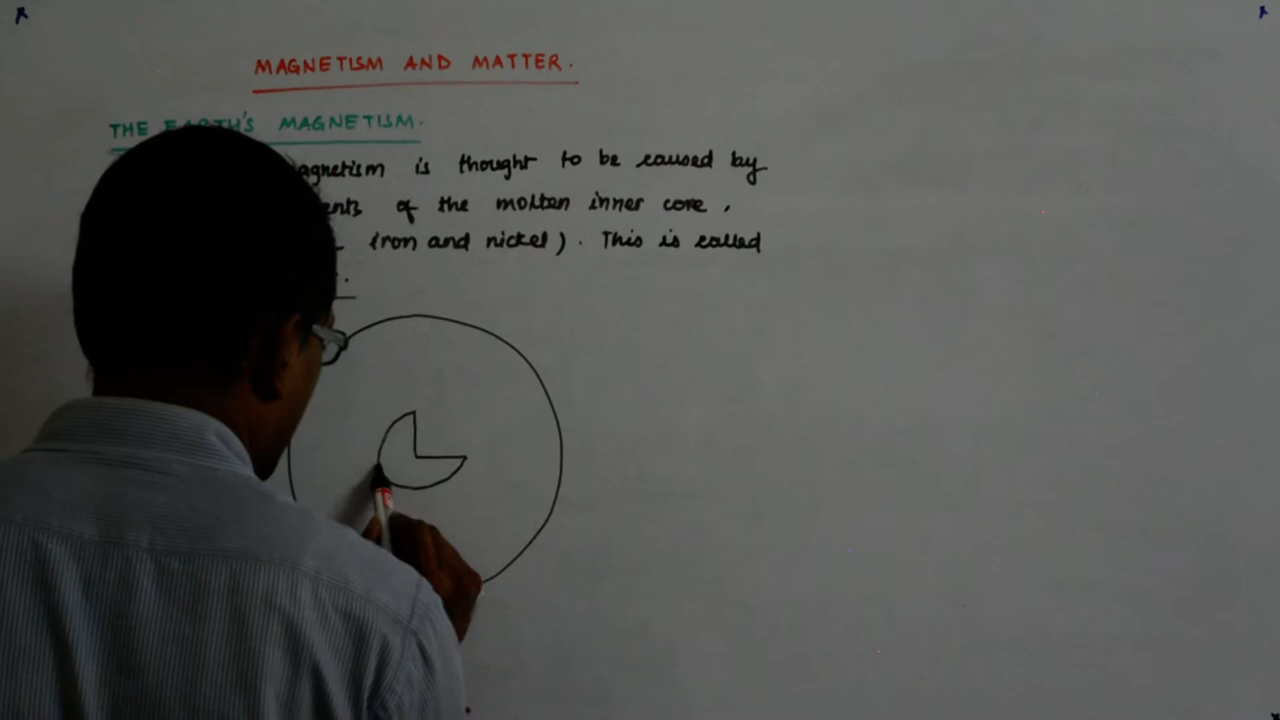 MAGNETISM AND MATTER.
THE EARTH'S MAGNETISM.
agnetism is thought to be caused by
ents of the molten inner core,
(iron and nickel). This is called